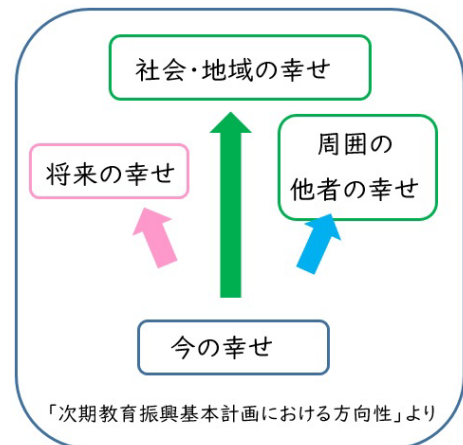 社会・地域の幸せ
将来の幸せ
周囲の
他者の幸せ
今の幸せ
「次期教育振興基本計画における方向性」より